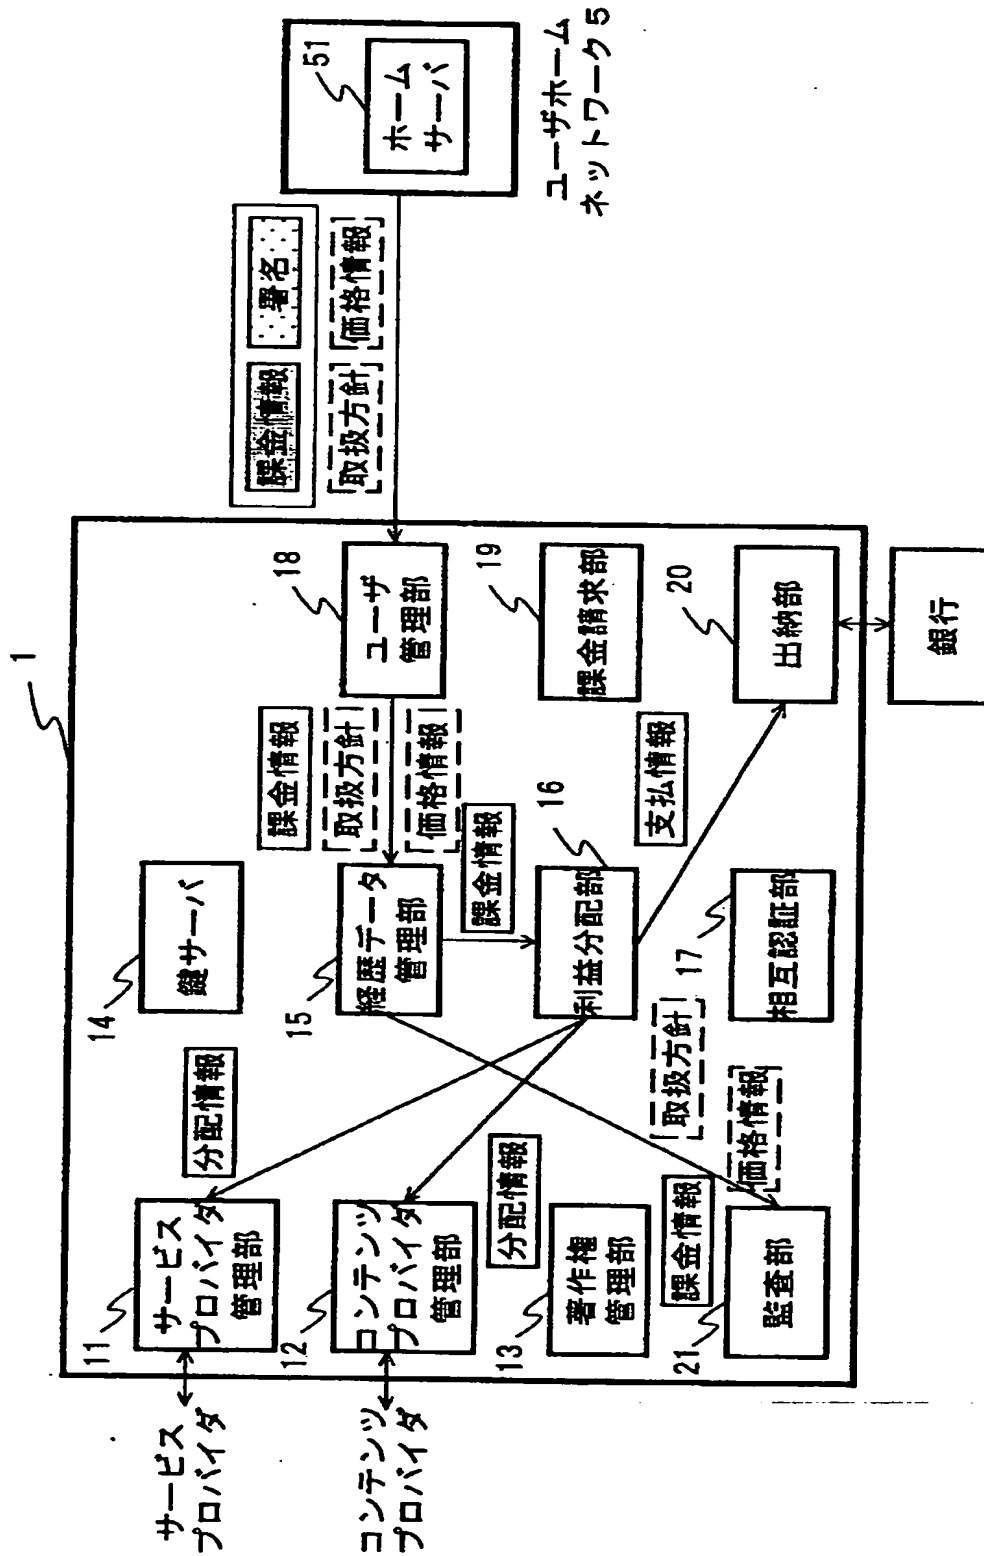 1
サービス
プロバイダ
コンテンツ
プロバイダ
11
サービス
プロバイダ
管理部
12
コンテンツ
プロバイダ
管理部
13
著作権
管理部
21
監査部
分配情報
分配情報
課金情報
取扱方針
価格情報
14
鍵サーバ
15
経歴データ
管理部
16
利益分配部
17
相互認証部
課金情報
取扱方針
価格情報
課金情報
支払情報
18
ユーザ
管理部
19
課金請求部
20
出納部
銀行
課金情報
署名
取扱方針
価格情報
51
ホーム
サーバ
ユーザホーム
ネットワーク5